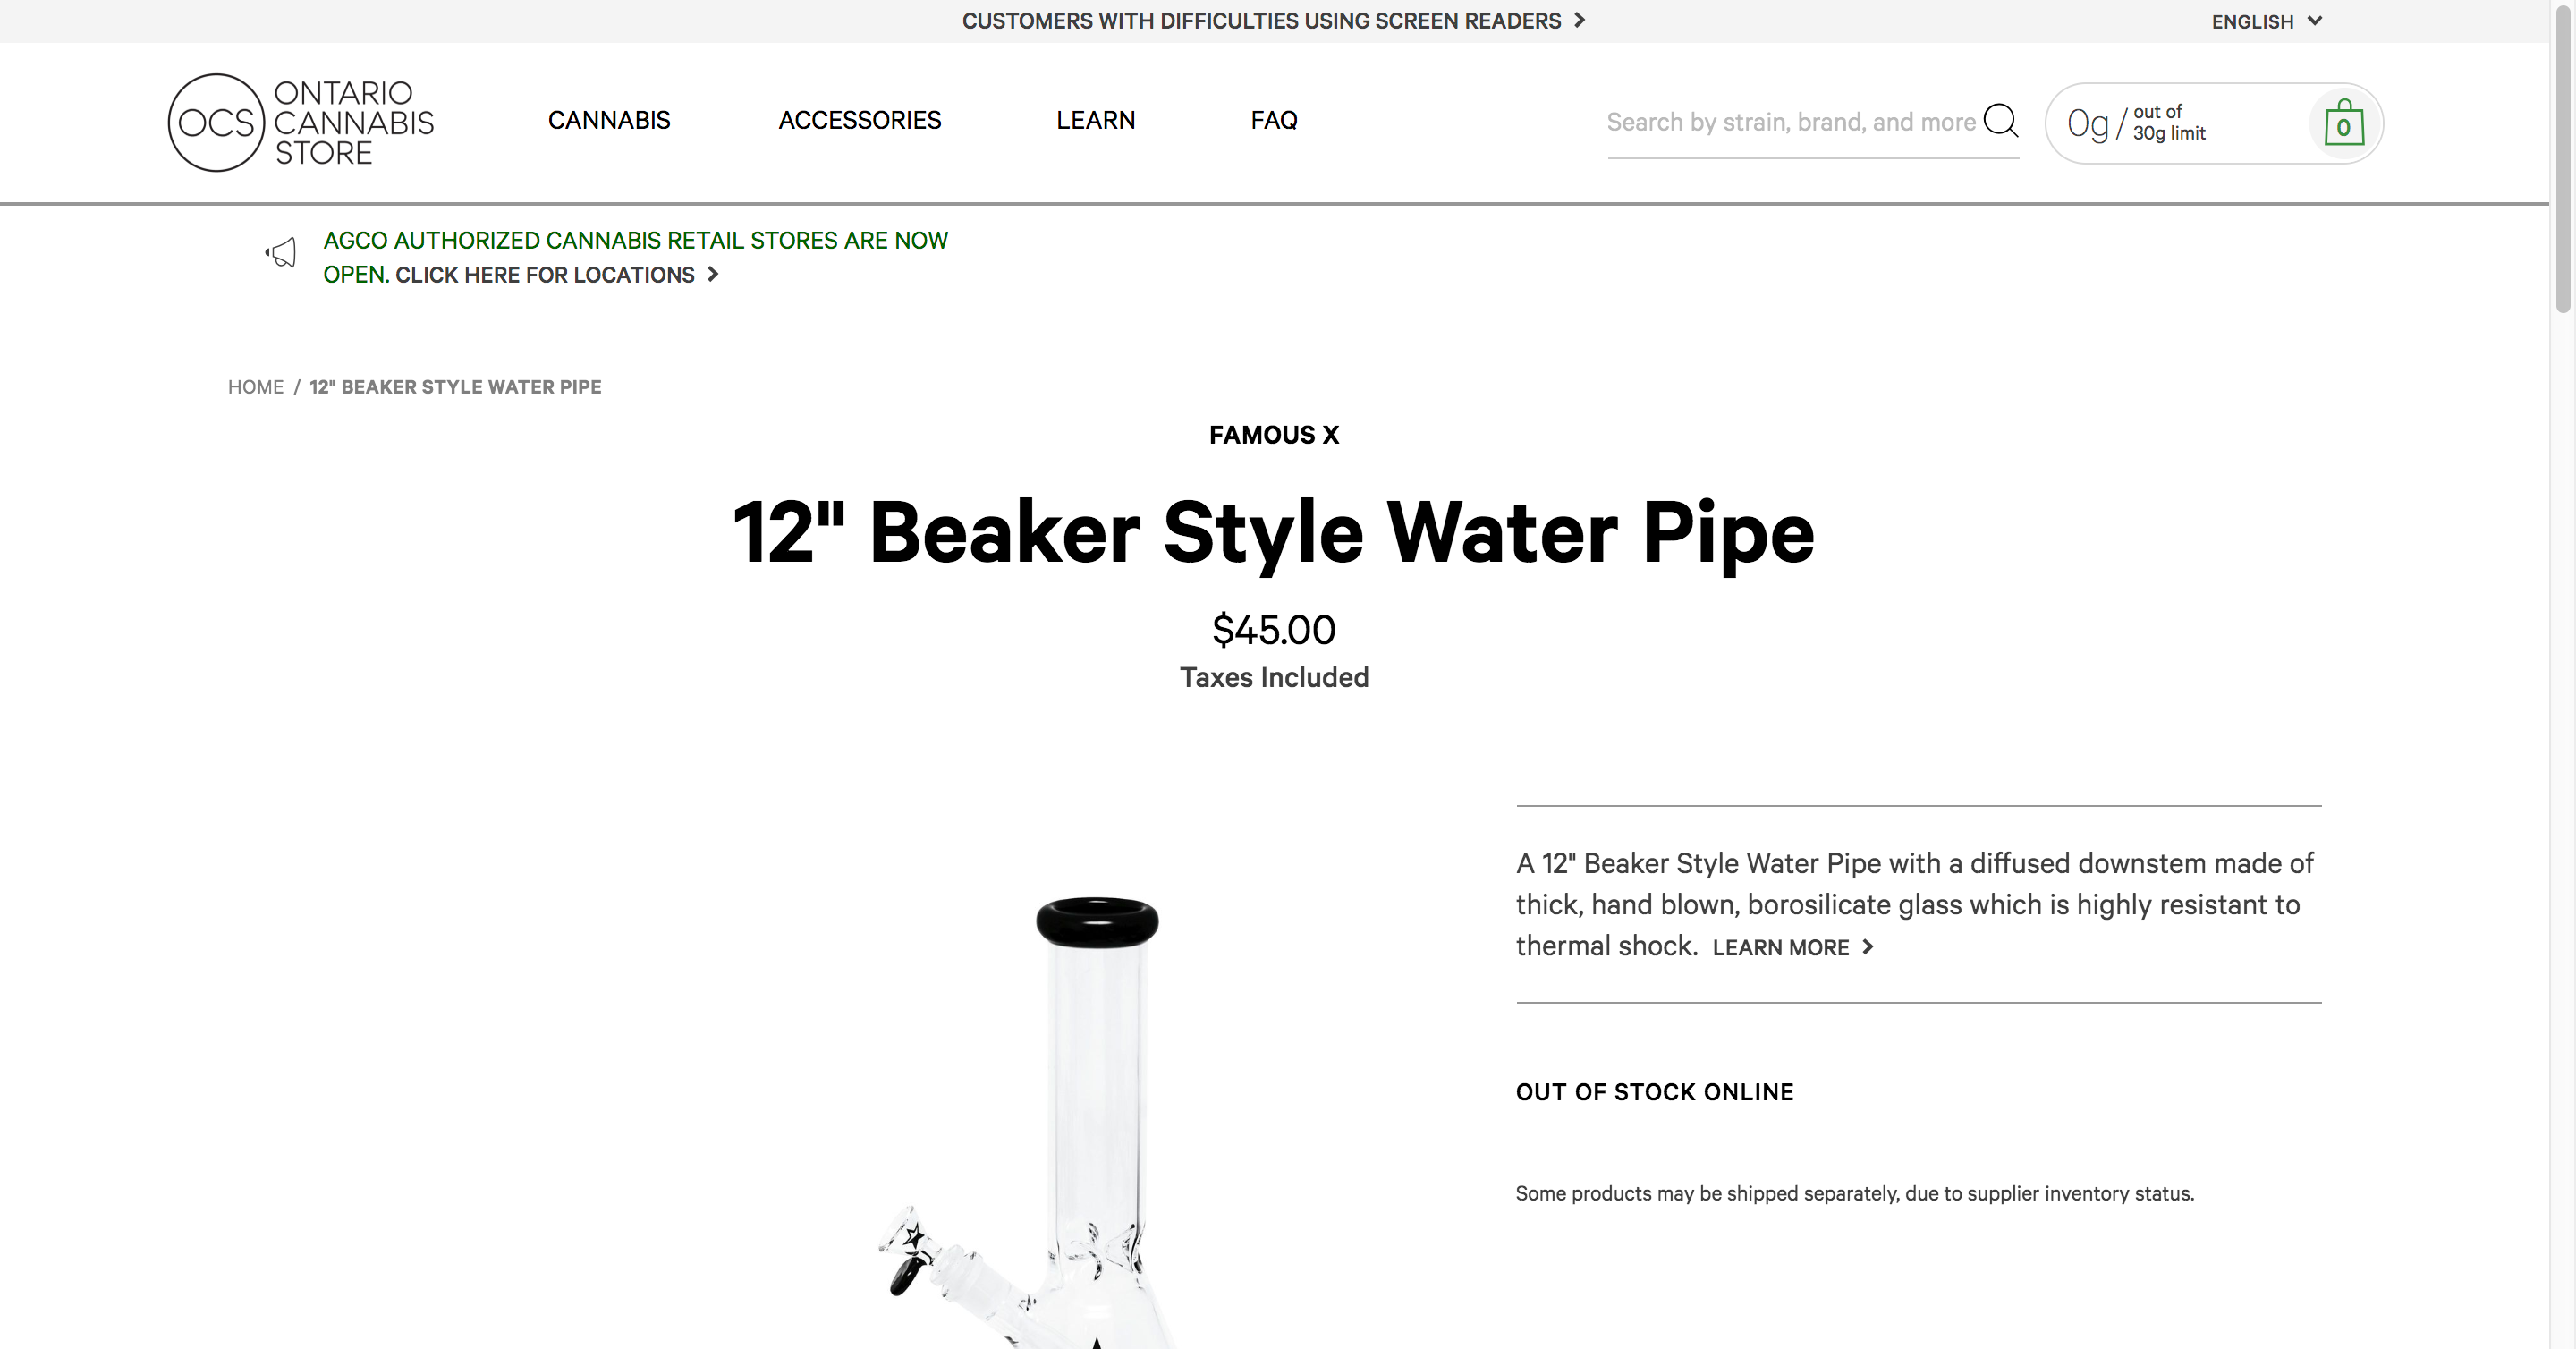 CUSTOMERS WITH DIFFICULTIES USING SCREEN READERS
ENGLISH
OCS
ONTARIO
CANNABIS
STORE
CANNABIS
ACCESSORIES
LEARN
FAQ
Search by strain, brand, and more
0g / out of
30g limit
0
AGCO AUTHORIZED CANNABIS RETAIL STORES ARE NOW
OPEN. CLICK HERE FOR LOCATIONS
HOME / 12" BEAKER STYLE WATER PIPE
FAMOUS X
12" Beaker Style Water Pipe
$45.00
Taxes Included
A 12" Beaker Style Water Pipe with a diffused downstem made of
thick, hand blown, borosilicate glass which is highly resistant to
thermal shock. LEARN MORE
OUT OF STOCK ONLINE
Some products may be shipped separately, due to supplier inventory status.